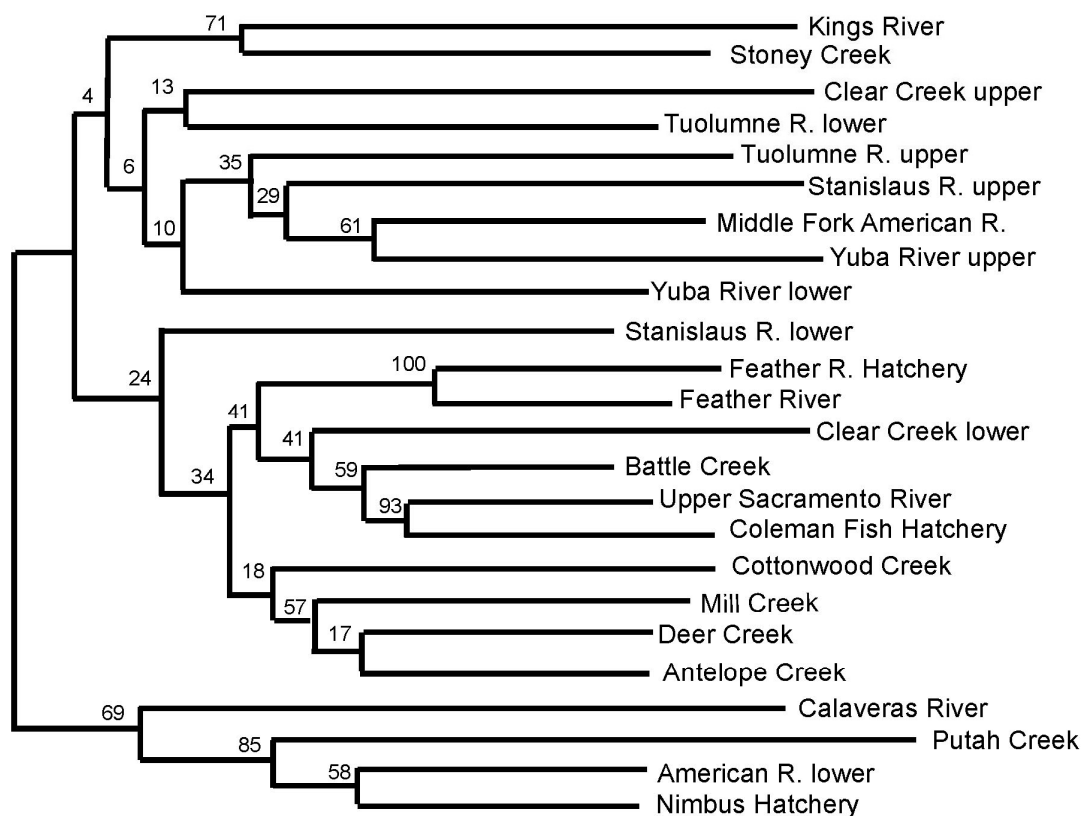 71
Kings River
Stoney Creek
4
13
Clear Creek upper
Tuolumne R. lower
6
35
Tuolumne R. upper
29
Stanislaus R. upper
10
61
Middle Fork American R.
Yuba River upper
Yuba River lower
Stanislaus R. lower
24
100
Feather R. Hatchery
Feather River
41
41
Clear Creek lower
34
59
Battle Creek
93
Upper Sacramento River
Coleman Fish Hatchery
18
Cottonwood Creek
57
Mill Creek
17
Deer Creek
Antelope Creek
69
Calaveras River
85
Putah Creek
58
American R. lower
Nimbus Hatchery